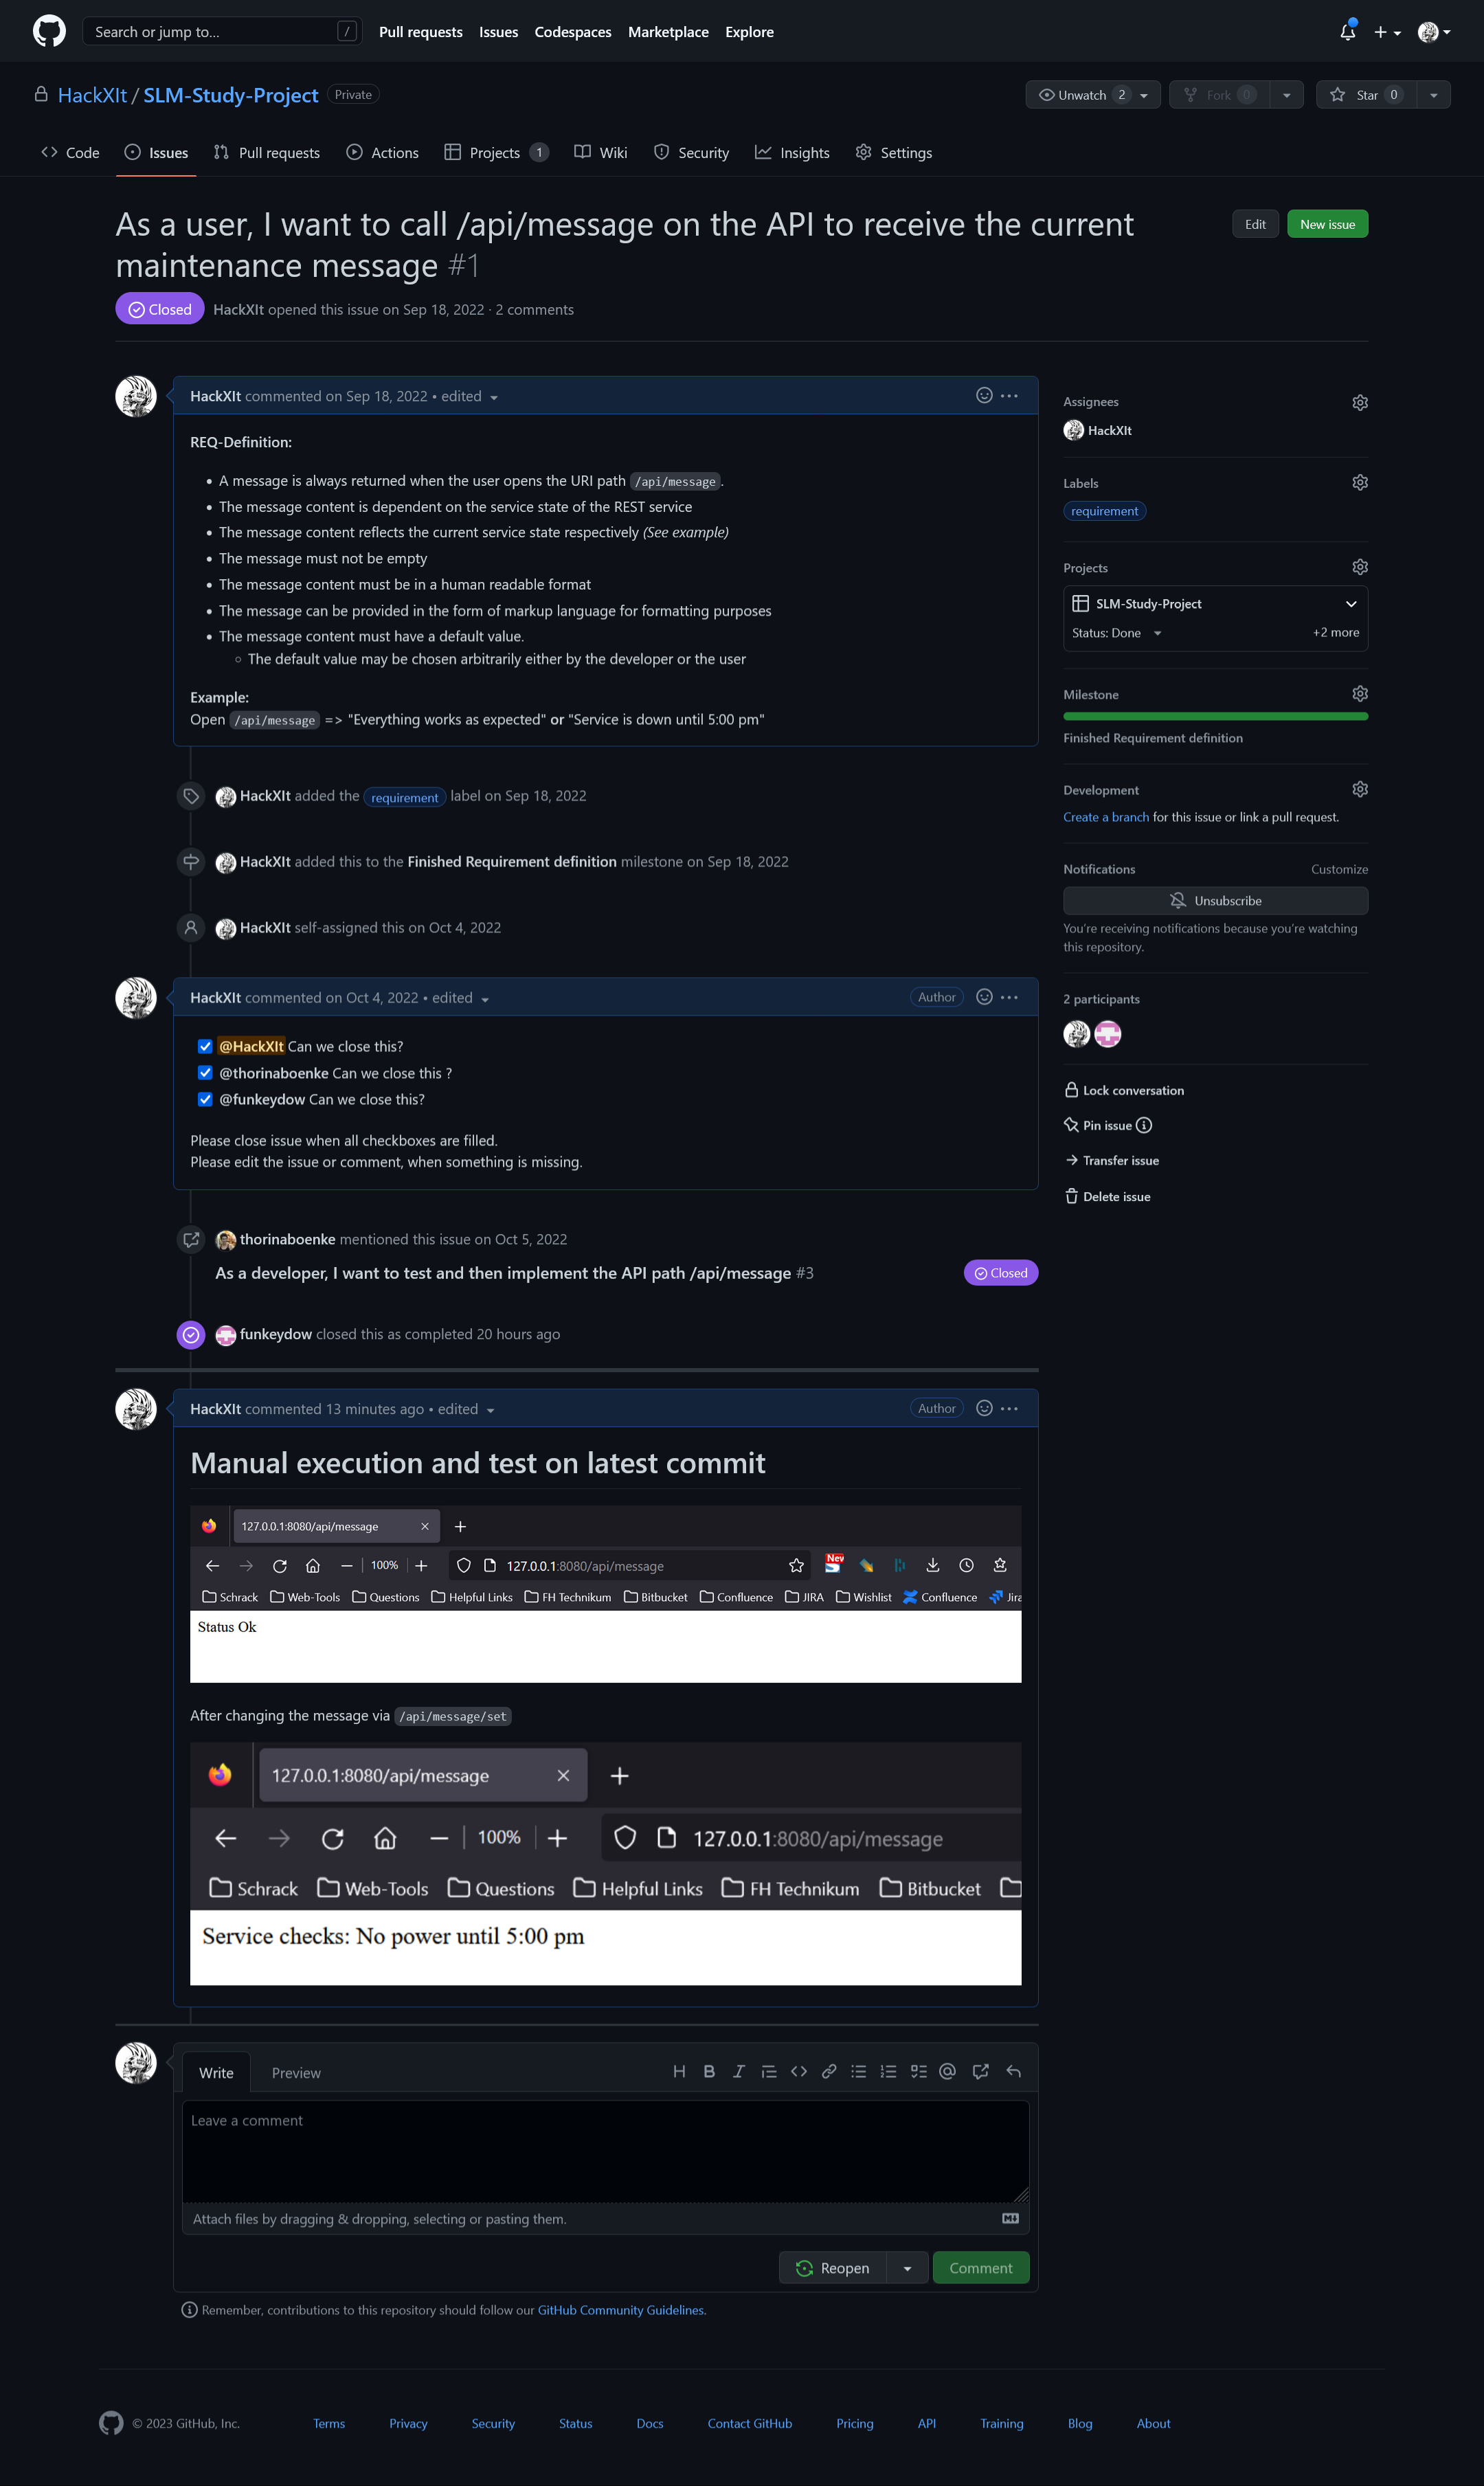 Search or jump to... /
Pull requests Issues Codespaces Marketplace Explore
HackXIt / SLM-Study-Project Private
Unwatch 2 Fork 0 Star 0
Code Issues Pull requests Actions Projects 1 Wiki Security Insights Settings
As a user, I want to call /api/message on the API to receive the current
maintenance message #1
Edit New issue
Closed HackXIt opened this issue on Sep 18, 2022 · 2 comments
HackXIt commented on Sep 18, 2022 • edited
REQ-Definition:
• A message is always returned when the user opens the URI path /api/message.
• The message content is dependent on the service state of the REST service
• The message content reflects the current service state respectively (See example)
• The message must not be empty
• The message content must be in a human readable format
• The message can be provided in the form of markup language for formatting purposes
• The message content must have a default value.
◦ The default value may be chosen arbitrarily either by the developer or the user
Example:
Open /api/message => "Everything works as expected" or "Service is down until 5:00 pm"
HackXIt added the requirement label on Sep 18, 2022
HackXIt added this to the Finished Requirement definition milestone on Sep 18, 2022
HackXIt self-assigned this on Oct 4, 2022
HackXIt commented on Oct 4, 2022 • edited Author
@HackXIt Can we close this?
@thorinaboenke Can we close this ?
@funkeydow Can we close this?
Please close issue when all checkboxes are filled.
Please edit the issue or comment, when something is missing.
thorinaboenke mentioned this issue on Oct 5, 2022
As a developer, I want to test and then implement the API path /api/message #3 Closed
funkeydow closed this as completed 20 hours ago
HackXIt commented 13 minutes ago • edited Author
Manual execution and test on latest commit
127.0.0.1:8080/api/message
100% 127.0.0.1:8080/api/message New
Schrack Web-Tools Questions Helpful Links FH Technikum Bitbucket Confluence JIRA Wishlist Confluence Jira
Status Ok
After changing the message via /api/message/set
127.0.0.1:8080/api/message
100% 127.0.0.1:8080/api/message
Schrack Web-Tools Questions Helpful Links FH Technikum Bitbucket
Service checks: No power until 5:00 pm
Write Preview
Leave a comment
Attach files by dragging & dropping, selecting or pasting them.
Reopen Comment
Remember, contributions to this repository should follow our GitHub Community Guidelines.
Assignees
HackXIt
Labels
requirement
Projects
SLM-Study-Project
Status: Done +2 more
Milestone
Finished Requirement definition
Development
Create a branch for this issue or link a pull request.
Notifications Customize
Unsubscribe
You're receiving notifications because you're watching
this repository.
2 participants
Lock conversation
Pin issue
Transfer issue
Delete issue
© 2023 GitHub, Inc. Terms Privacy Security Status Docs Contact GitHub Pricing API Training Blog About